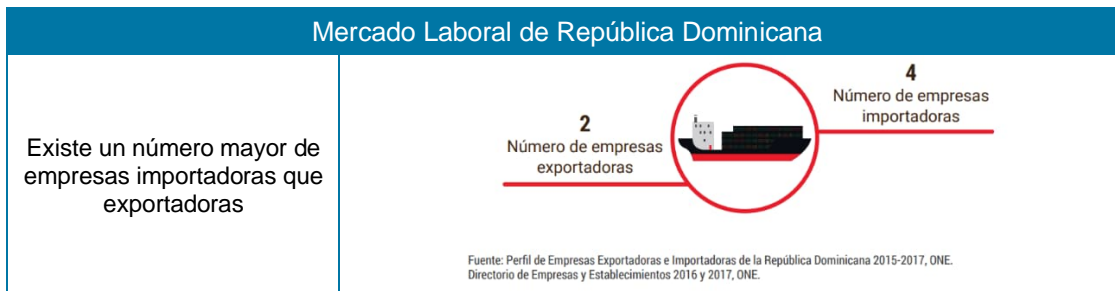 Mercado Laboral de República Dominicana
Existe un número mayor de
empresas importadoras que
exportadoras
2
Número de empresas
exportadoras
4
Número de empresas
importadoras
Fuente: Perfil de Empresas Exportadoras e Importadoras de la República Dominicana 2015-2017, ONE.
Directorio de Empresas y Establecimientos 2016 y 2017, ONE.